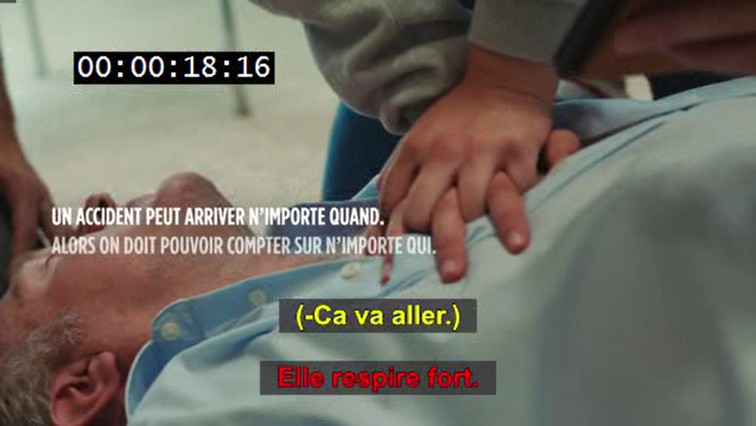 00:00:18:16
UN ACCIDENT PEUT ARRIVER N'IMPORTE QUAND.
ALORS ON DOIT POUVOIR COMPTER SUR N'IMPORTE QUI.
(-Ca va aller.)
Elle respire fort.